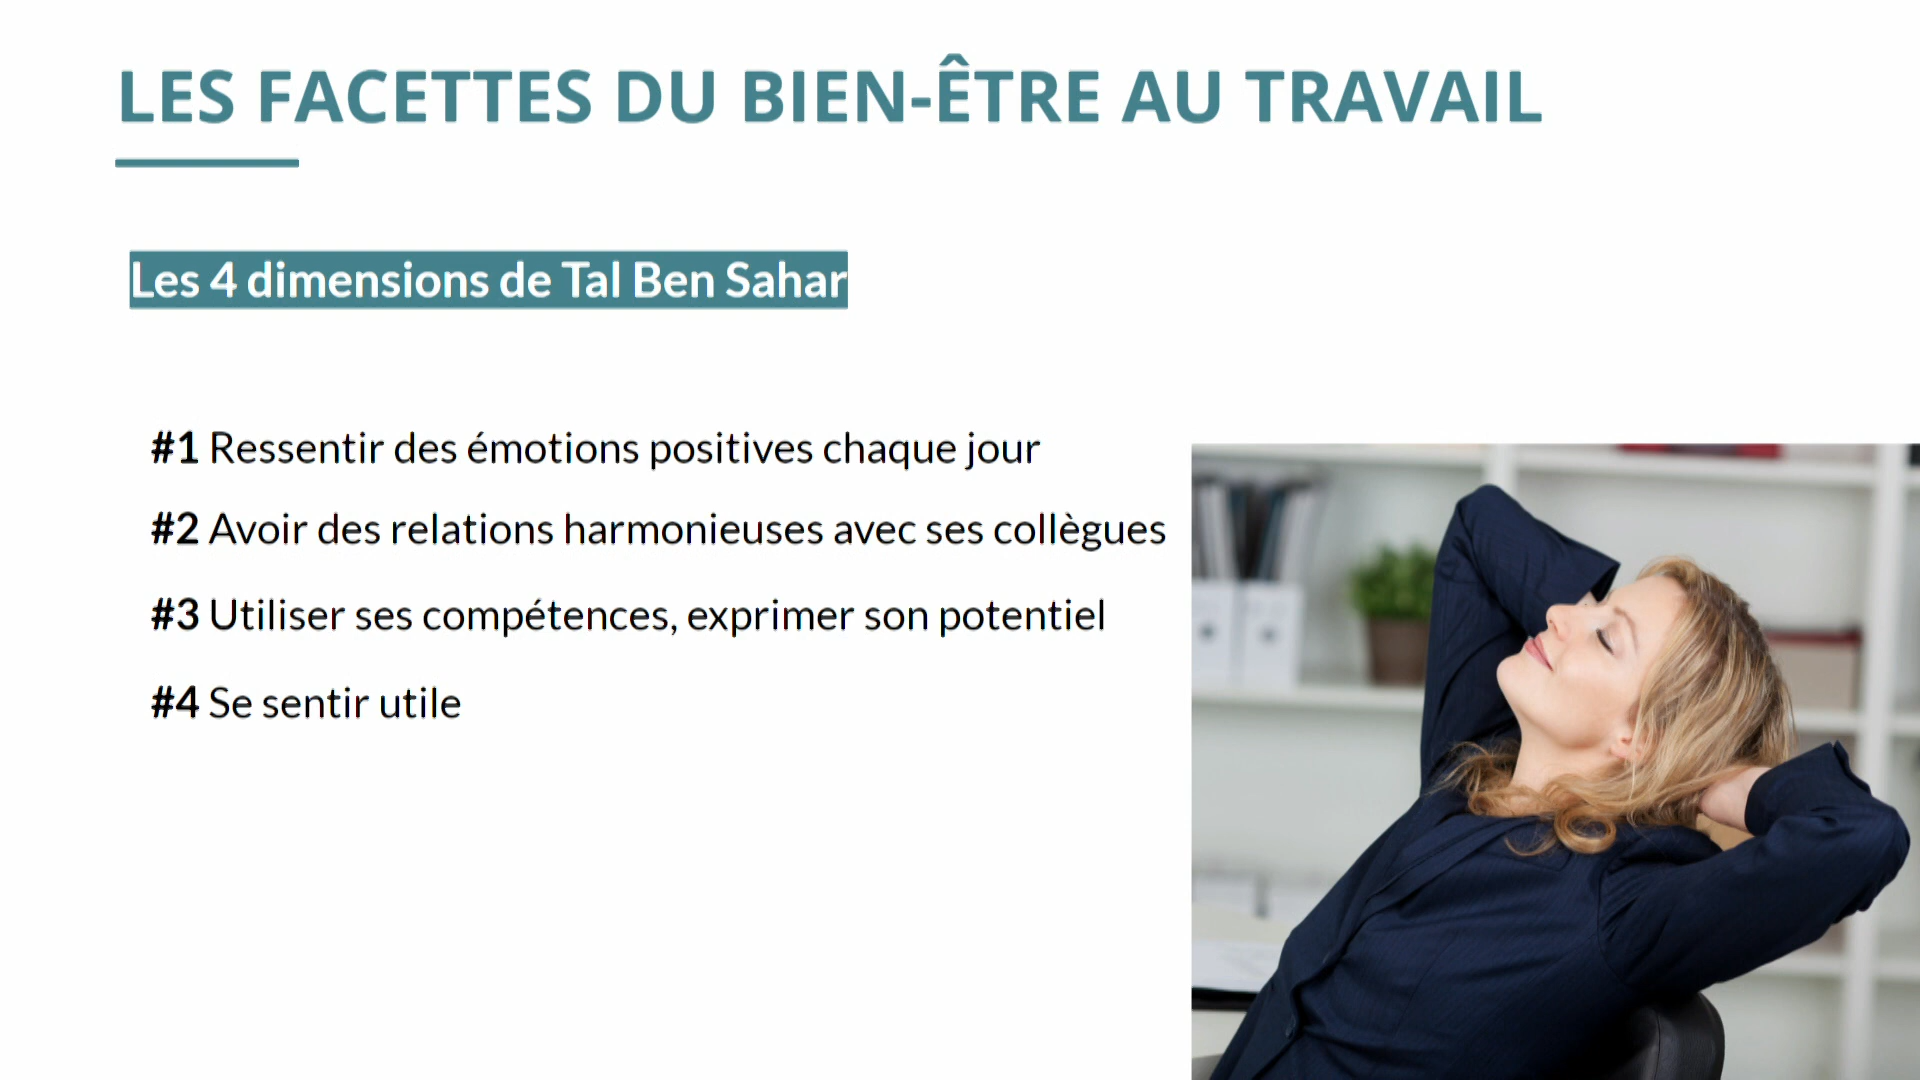 LES FACETTES DU BIEN-ÊTRE AU TRAVAIL
Les 4 dimensions de Tal Ben Sahar
#1 Ressentir des émotions positives chaque jour
#2 Avoir des relations harmonieuses avec ses collègues
#3 Utiliser ses compétences, exprimer son potentiel
#4 Se sentir utile